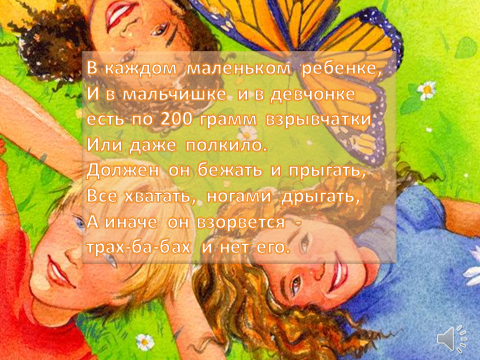 В каждом маленьком ребенке,
И в мальчишке и в девчонке
есть по 200 грамм взрывчатки
Или даже полкило.
Должен он бежать и прыгать,
Все хватать, ногами дрыгать,
А иначе он взорвется -
трах-ба-бах и нет его.